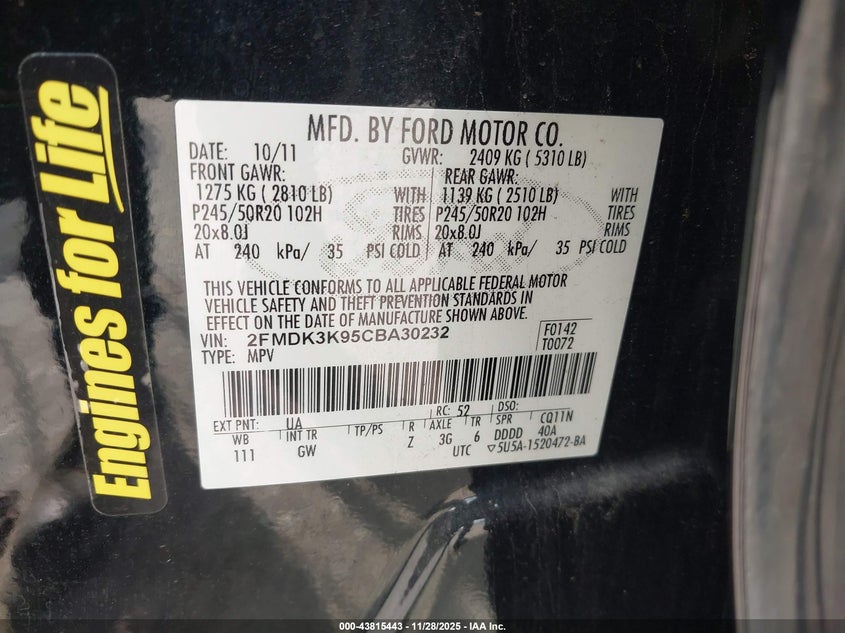 Engines for Life
MFD. BY FORD MOTOR CO.
DATE: 10/11 GVWR: 2409 KG ( 5310 LB)
FRONT GAWR: REAR GAWR:
1275 KG ( 2810 LB) WITH 1139 KG ( 2510 LB) WITH
P245/50R20 102H TIRES P245/50R20 102H TIRES
20x8.0J RIMS 20x8.0J RIMS
AT 240 kPa/ 35 PSI COLD AT 240 kPa/ 35 PSI COLD
THIS VEHICLE CONFORMS TO ALL APPLICABLE FEDERAL MOTOR
VEHICLE SAFETY AND THEFT PREVENTION STANDARDS IN
EFFECT ON THE DATE OF MANUFACTURE SHOWN ABOVE.
VIN: 2FMDK3K95CBA30232 F0142
TYPE: MPV T0072
EXT PNT: UA RC: 52 DSO:
WB INT TR TP/PS R AXLE TR SPR CQ11N
111 GW Z 3G 6 DDDD 40A
UTC ▽5U5A-1520472-BA
000-43815443 - 11/28/2025 - IAA Inc.